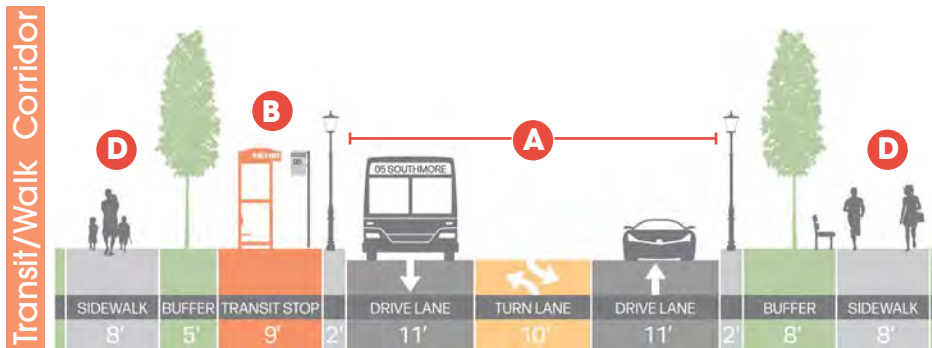 Transit/Walk Corridor
D
B
A
D
05 SOUTHMORE
SIDEWALK
BUFFER
TRANSIT STOP
DRIVE LANE
TURN LANE
DRIVE LANE
BUFFER
SIDEWALK
8'
5'
9'
2'
11'
10'
11'
2'
8'
8'